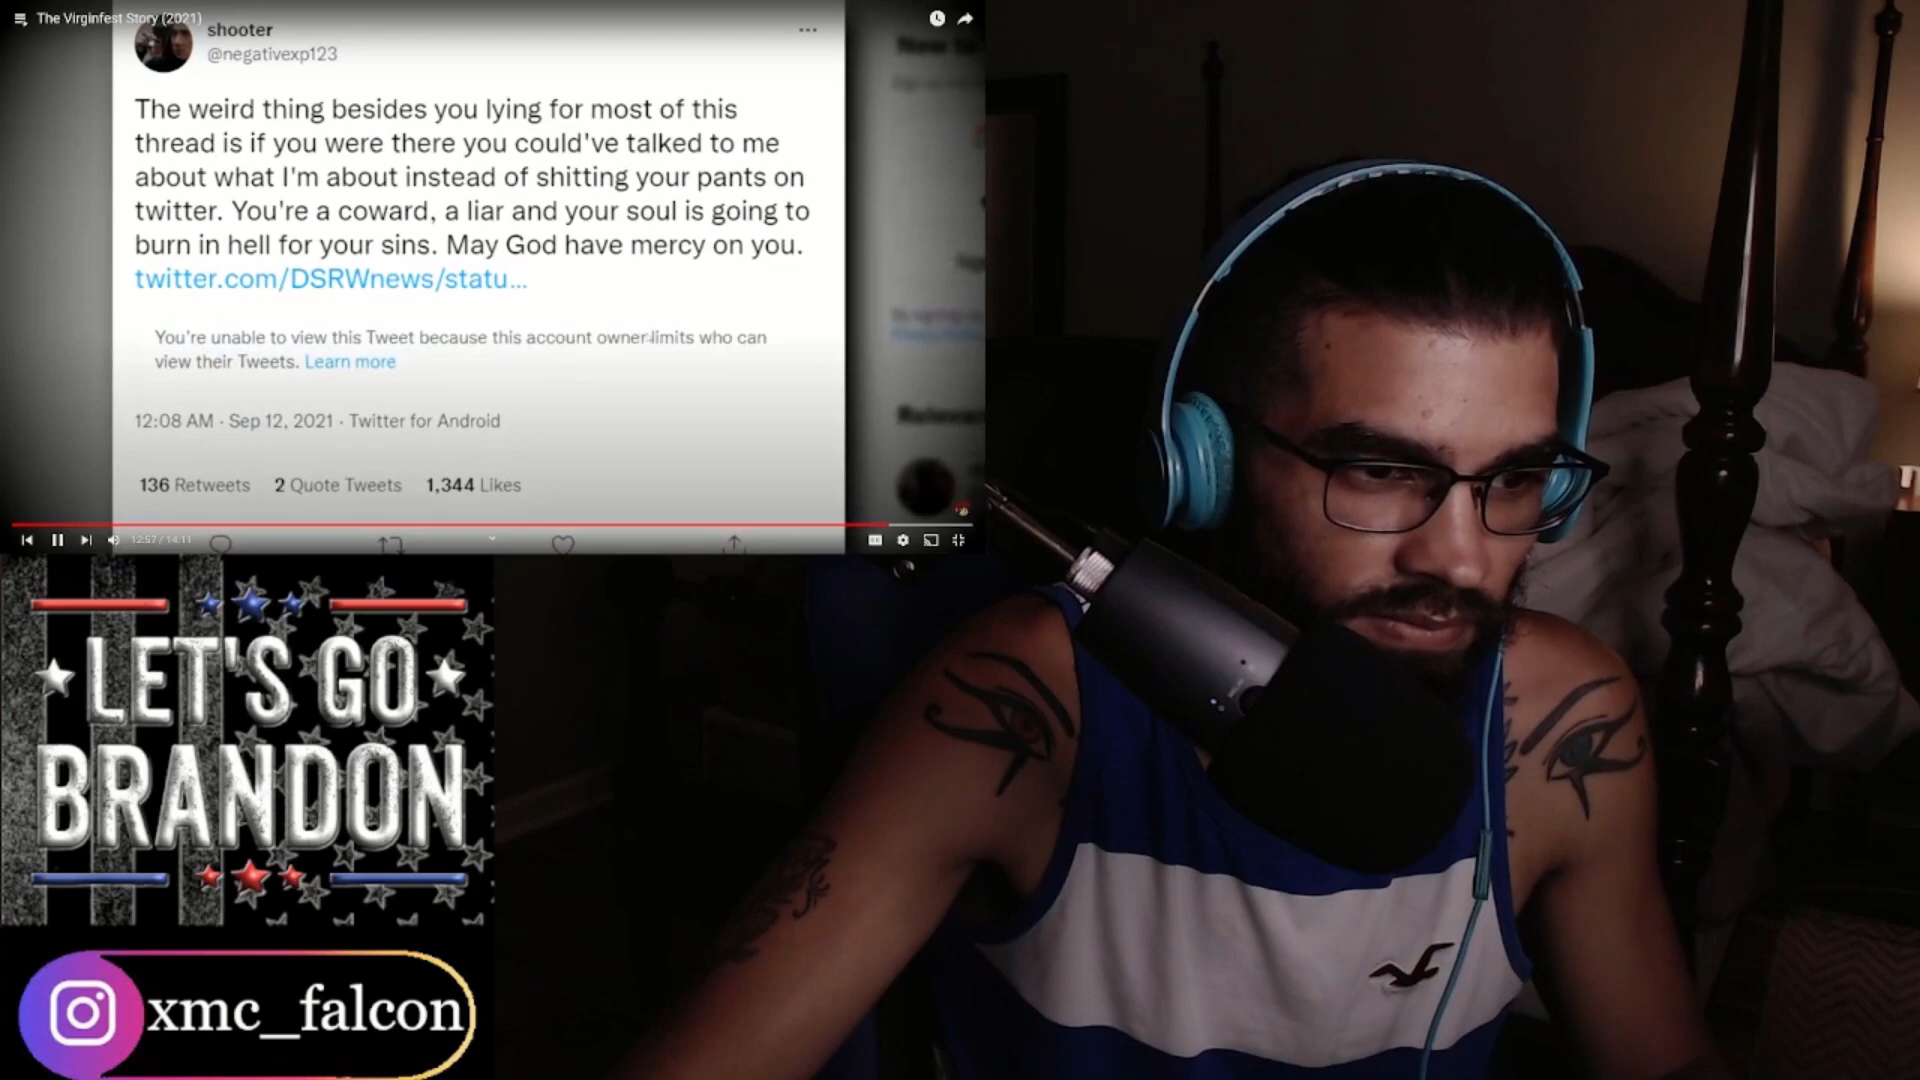 The Virginfest Story (2021)
shooter
@negativexp123
The weird thing besides you lying for most of this
thread is if you were there you could've talked to me
about what I'm about instead of shitting your pants on
twitter. You're a coward, a liar and your soul is going to
burn in hell for your sins. May God have mercy on you.
twitter.com/DSRWnews/statu...
You're unable to view this Tweet because this account owner limits who can
view their Tweets. Learn more
12:08 AM · Sep 12, 2021 · Twitter for Android
136 Retweets 2 Quote Tweets 1,344 Likes
12:57 / 14:11
LET'S GO
BRANDON
xmc_falcon